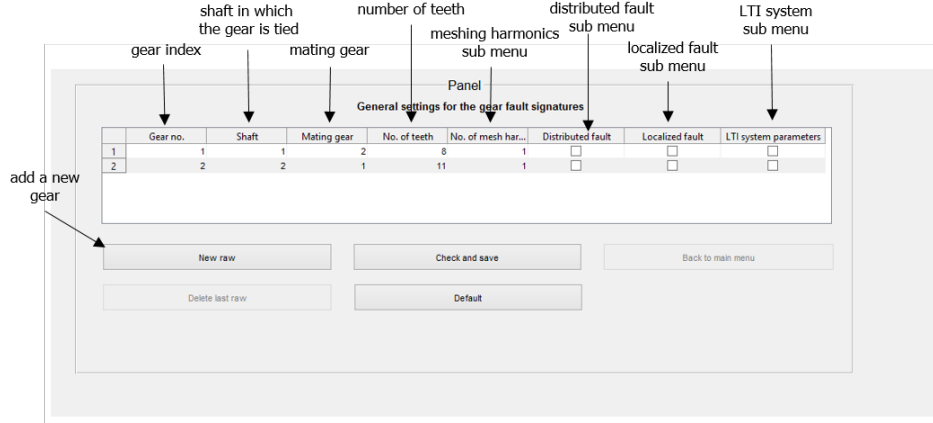 shaft in which
the gear is tied
number of teeth
distributed fault
sub menu
LTI system
sub menu
gear index
mating gear
meshing harmonics
sub menu
localized fault
sub menu
Panel
General settings for the gear fault signatures
Gear no. Shaft Mating gear No. of teeth No. of mesh har... Distributed fault Localized fault LTI system parameters
1 1 1 2 8 1
2 2 2 1 11 1
add a new
gear
New raw Check and save Back to main menu
Delete last raw Default